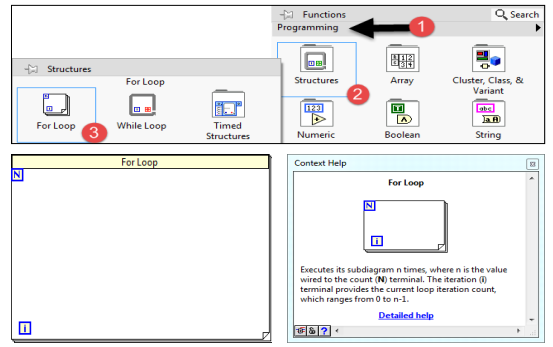 Functions
Search
Programming
1
Structures
Array
Cluster, Class, &
Variant
2
Numeric
Boolean
String
123
abc
Structures
For Loop
For Loop
While Loop
Timed
Structures
3
For Loop
N
i
Context Help
For Loop
N
i
Executes its subdiagram n times, where n is the value
wired to the count (N) terminal. The iteration (i)
terminal provides the current loop iteration count,
which ranges from 0 to n-1.
Detailed help
?